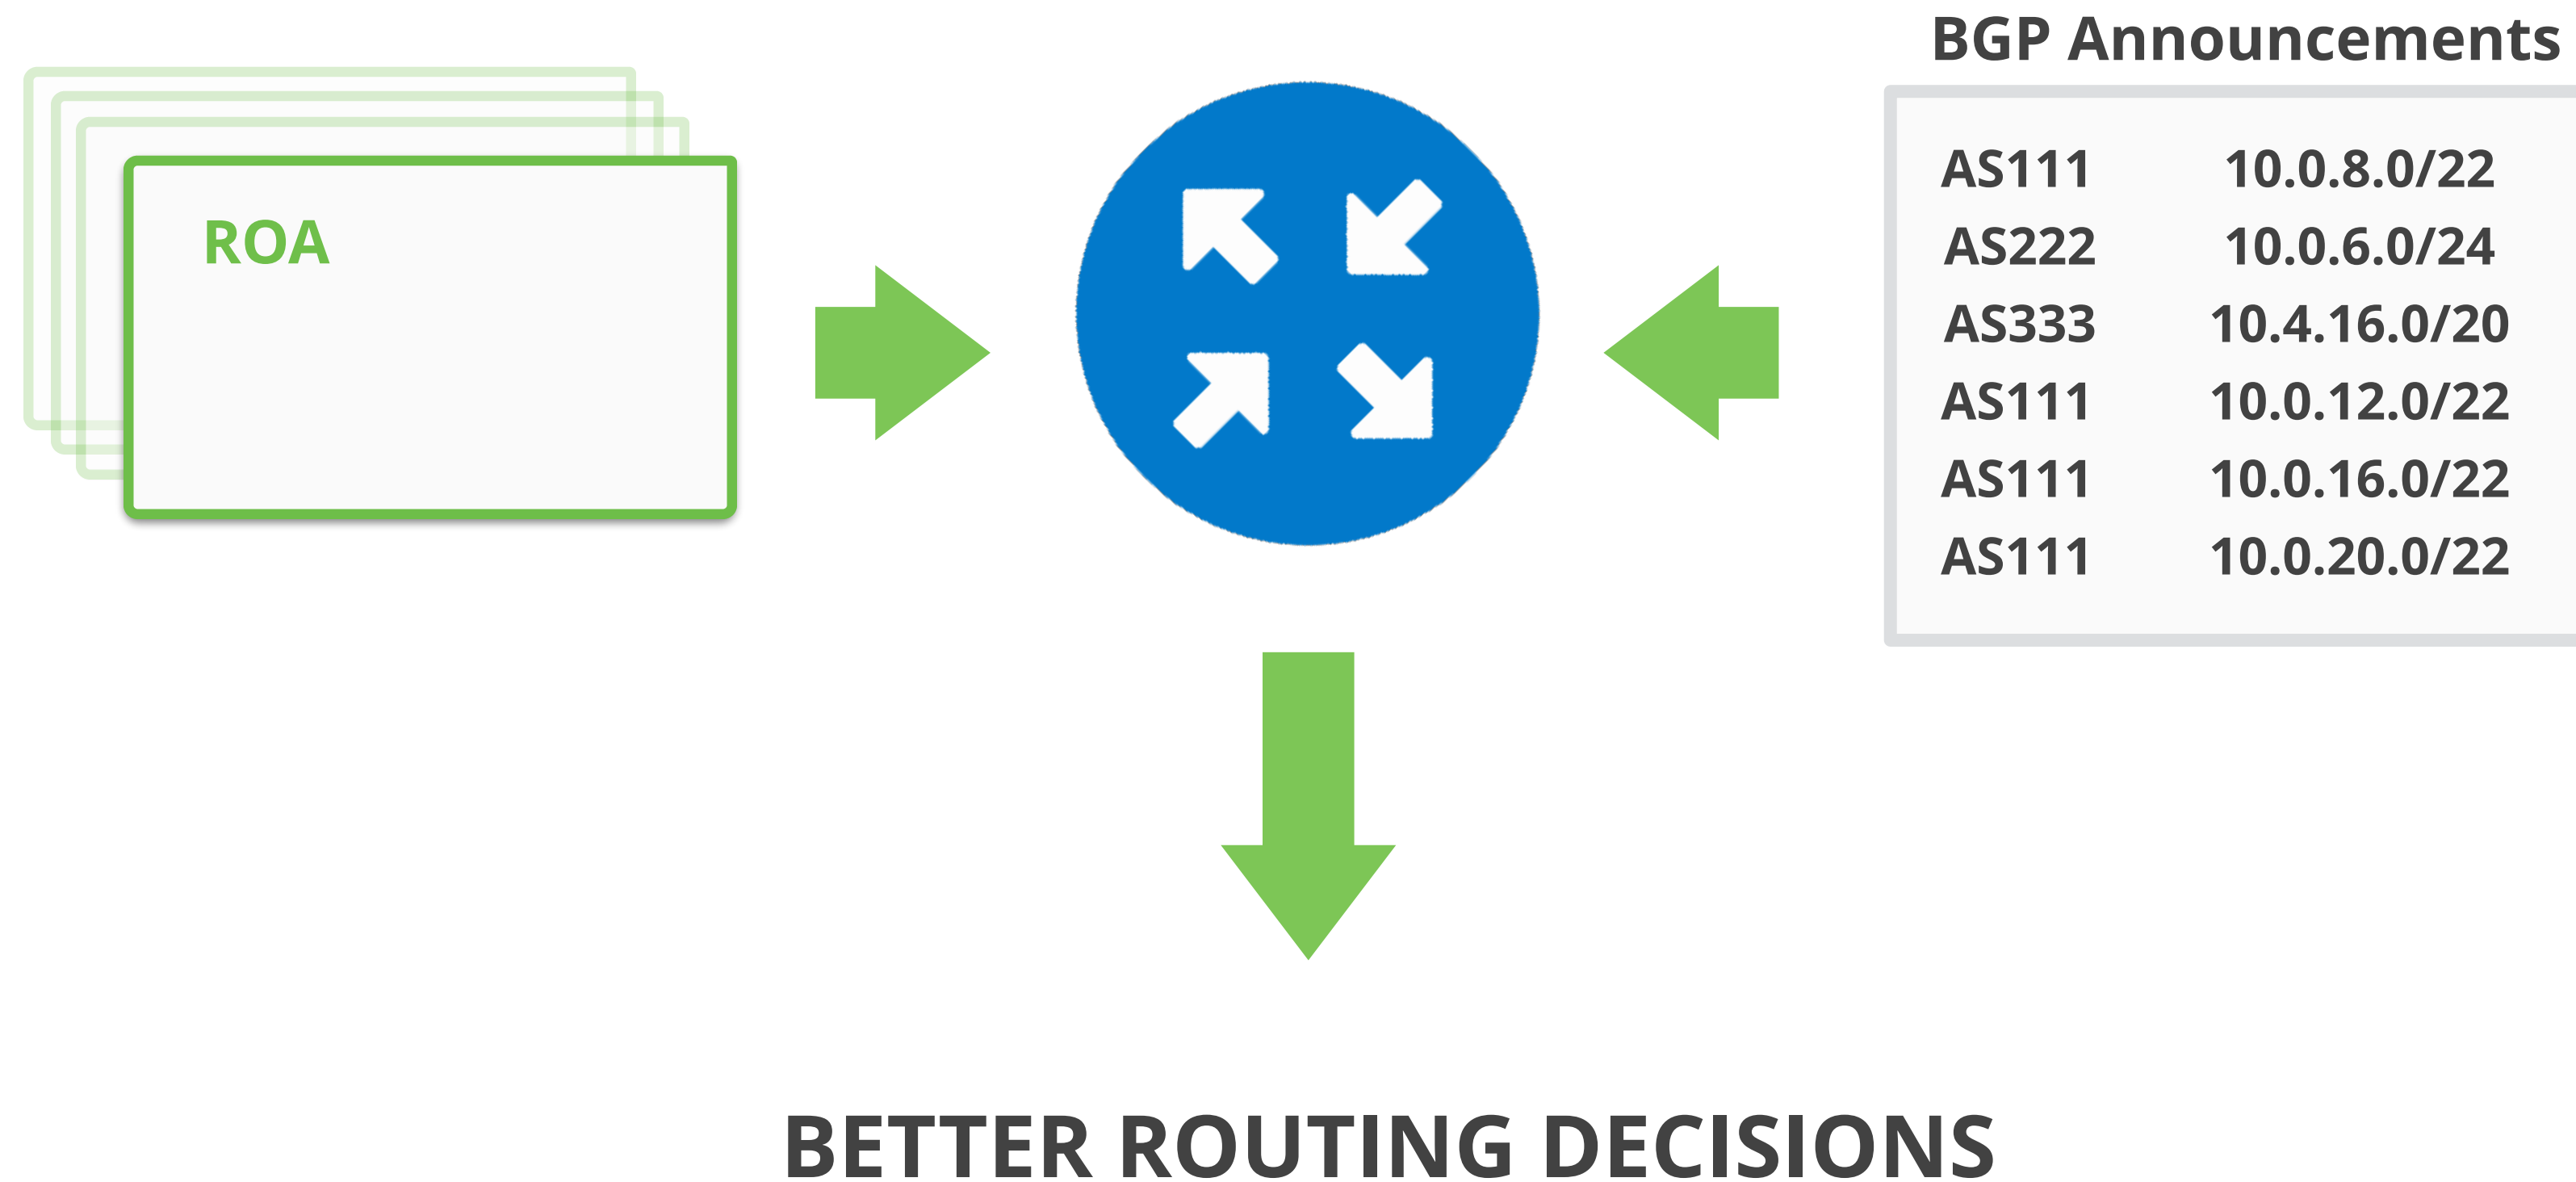 BGP Announcements
ROA
AS111 10.0.8.0/22
AS222 10.0.6.0/24
AS333 10.4.16.0/20
AS111 10.0.12.0/22
AS111 10.0.16.0/22
AS111 10.0.20.0/22
BETTER ROUTING DECISIONS